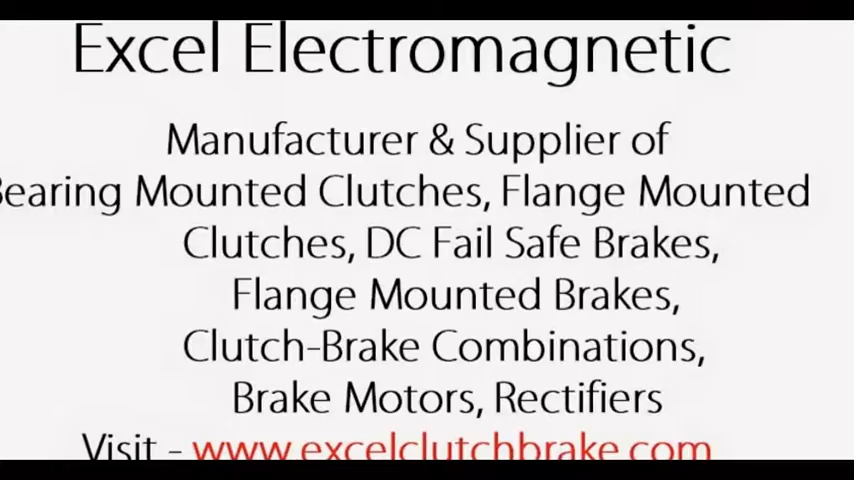 Excel Electromagnetic
Manufacturer & Supplier of
Bearing Mounted Clutches, Flange Mounted
Clutches, DC Fail Safe Brakes,
Flange Mounted Brakes,
Clutch-Brake Combinations,
Brake Motors, Rectifiers
Visit - www.excelclutchbrake.com